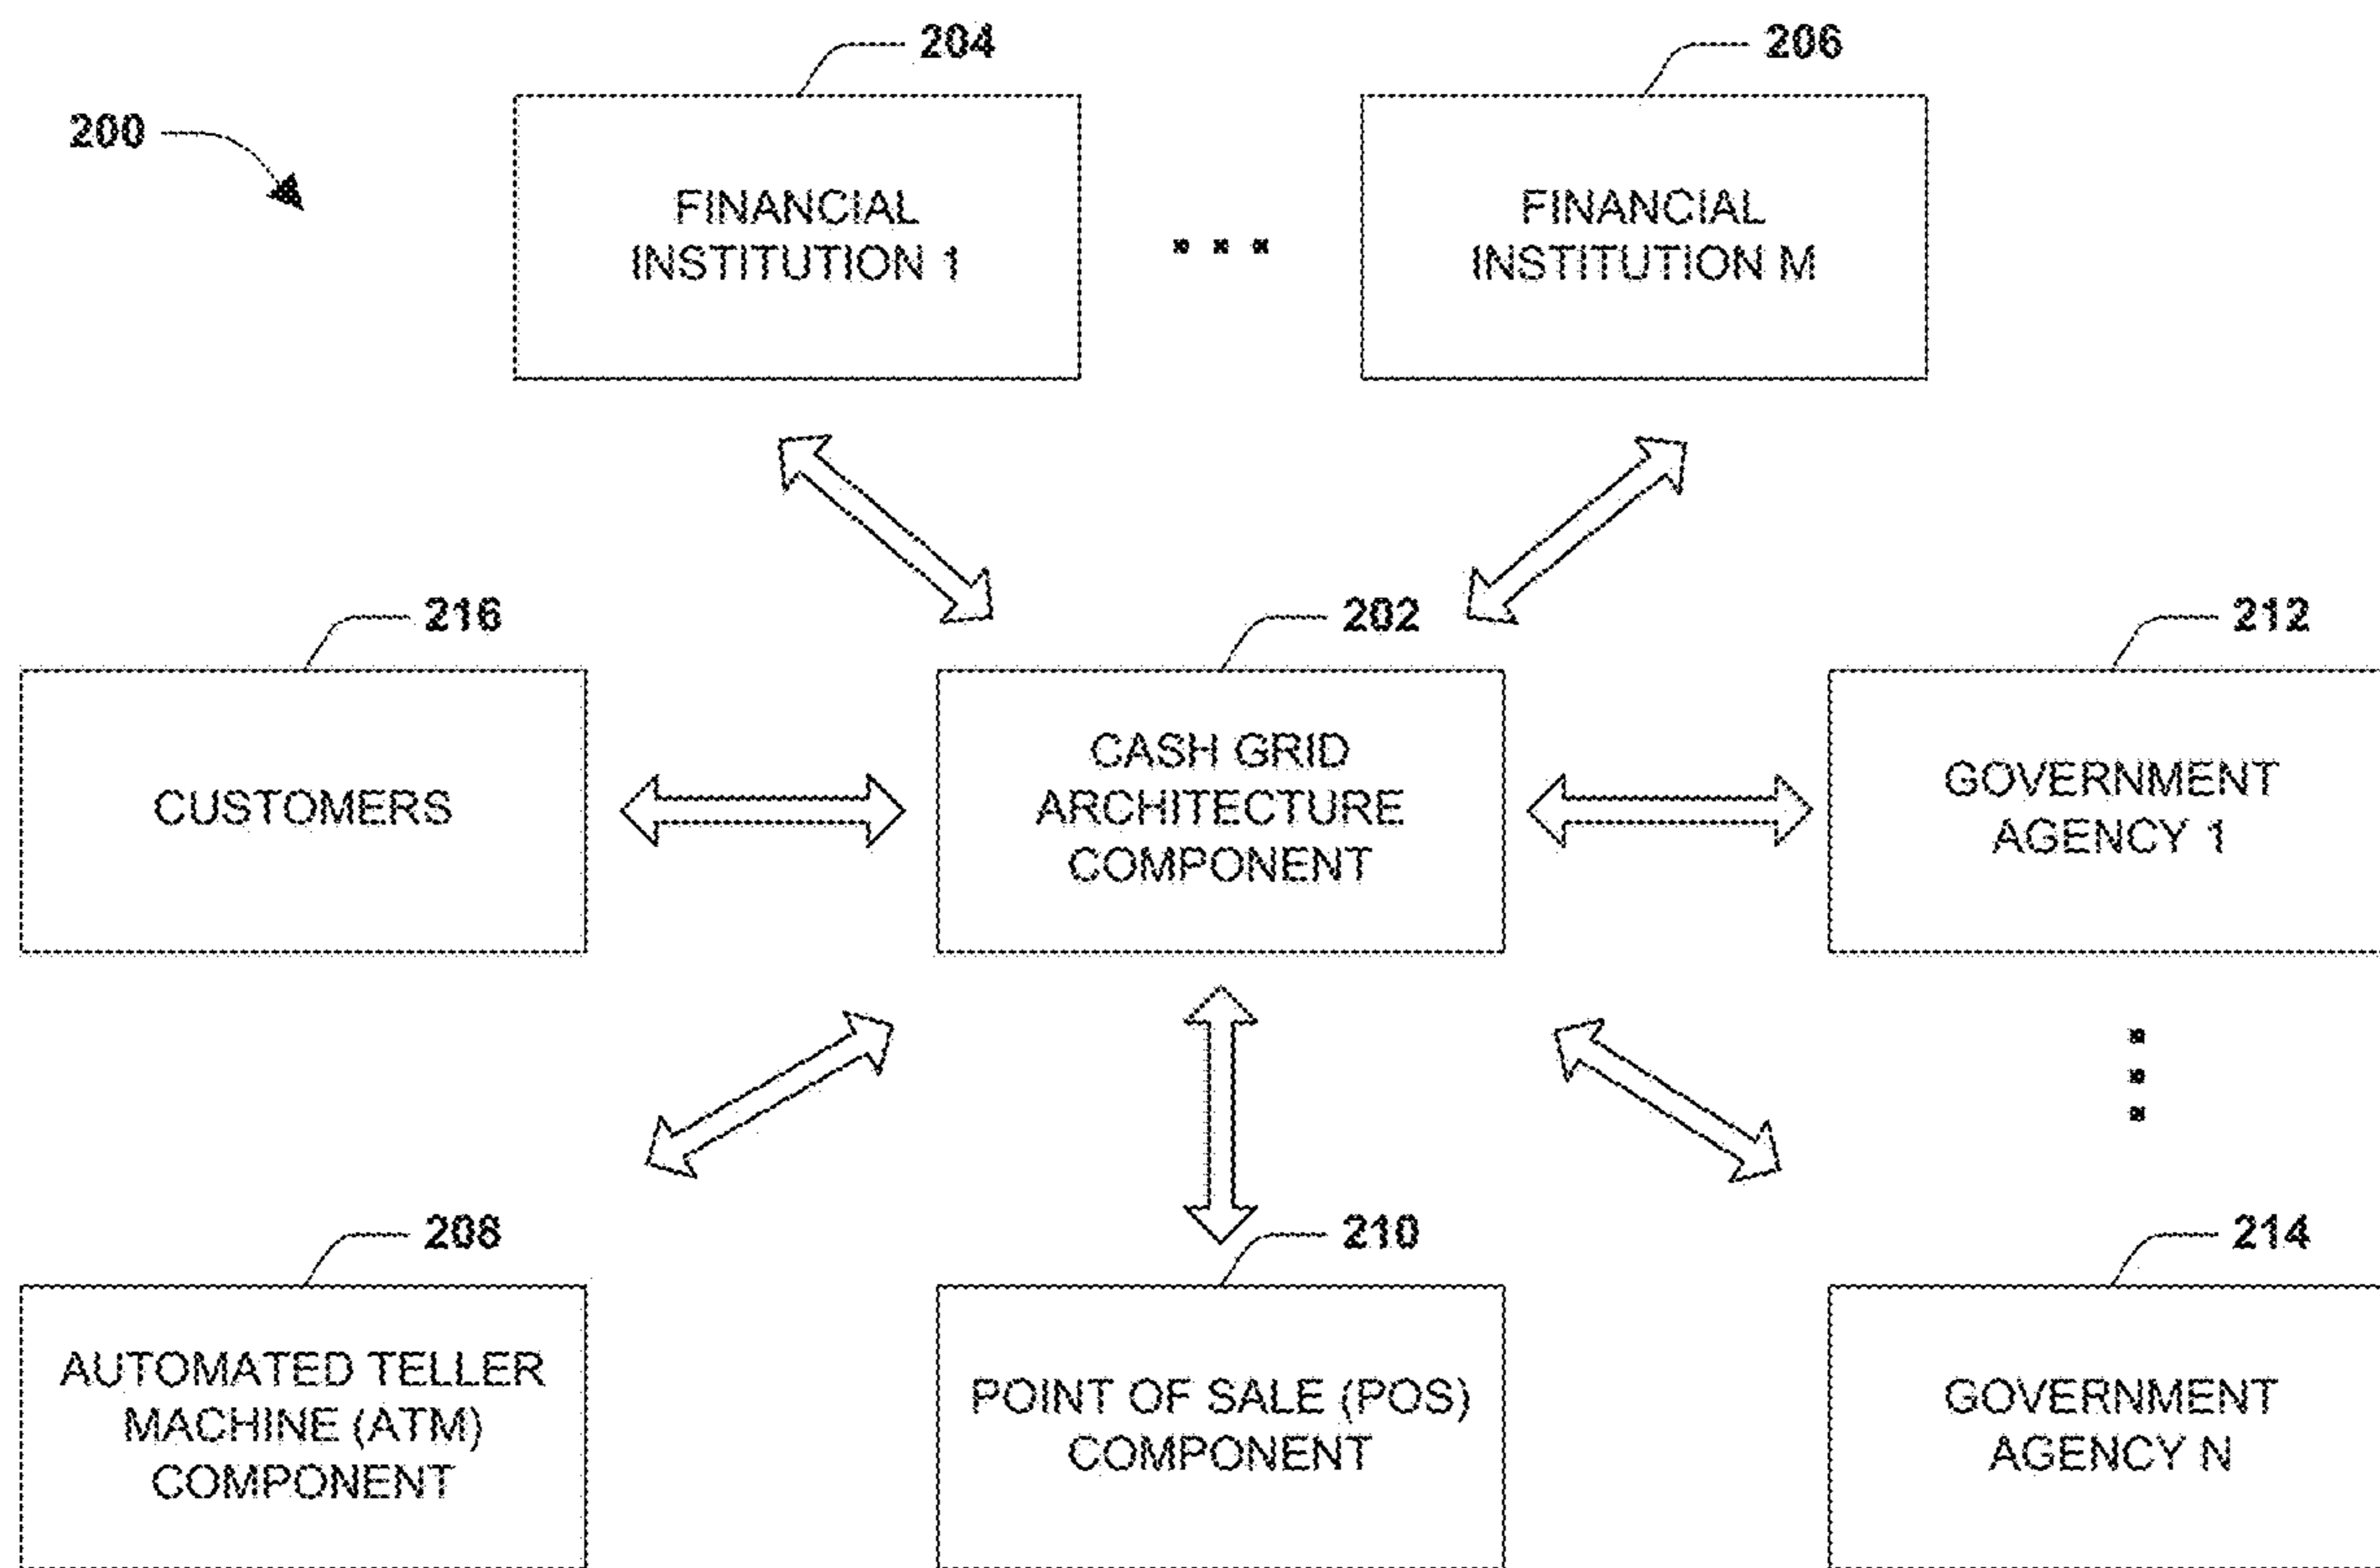 204
206
200
FINANCIAL
INSTITUTION 1
FINANCIAL
INSTITUTION M
216
202
212
CUSTOMERS
CASH GRID
ARCHITECTURE
COMPONENT
GOVERNMENT
AGENCY 1
208
210
214
AUTOMATED TELLER
MACHINE (ATM)
COMPONENT
POINT OF SALE (POS)
COMPONENT
GOVERNMENT
AGENCY N